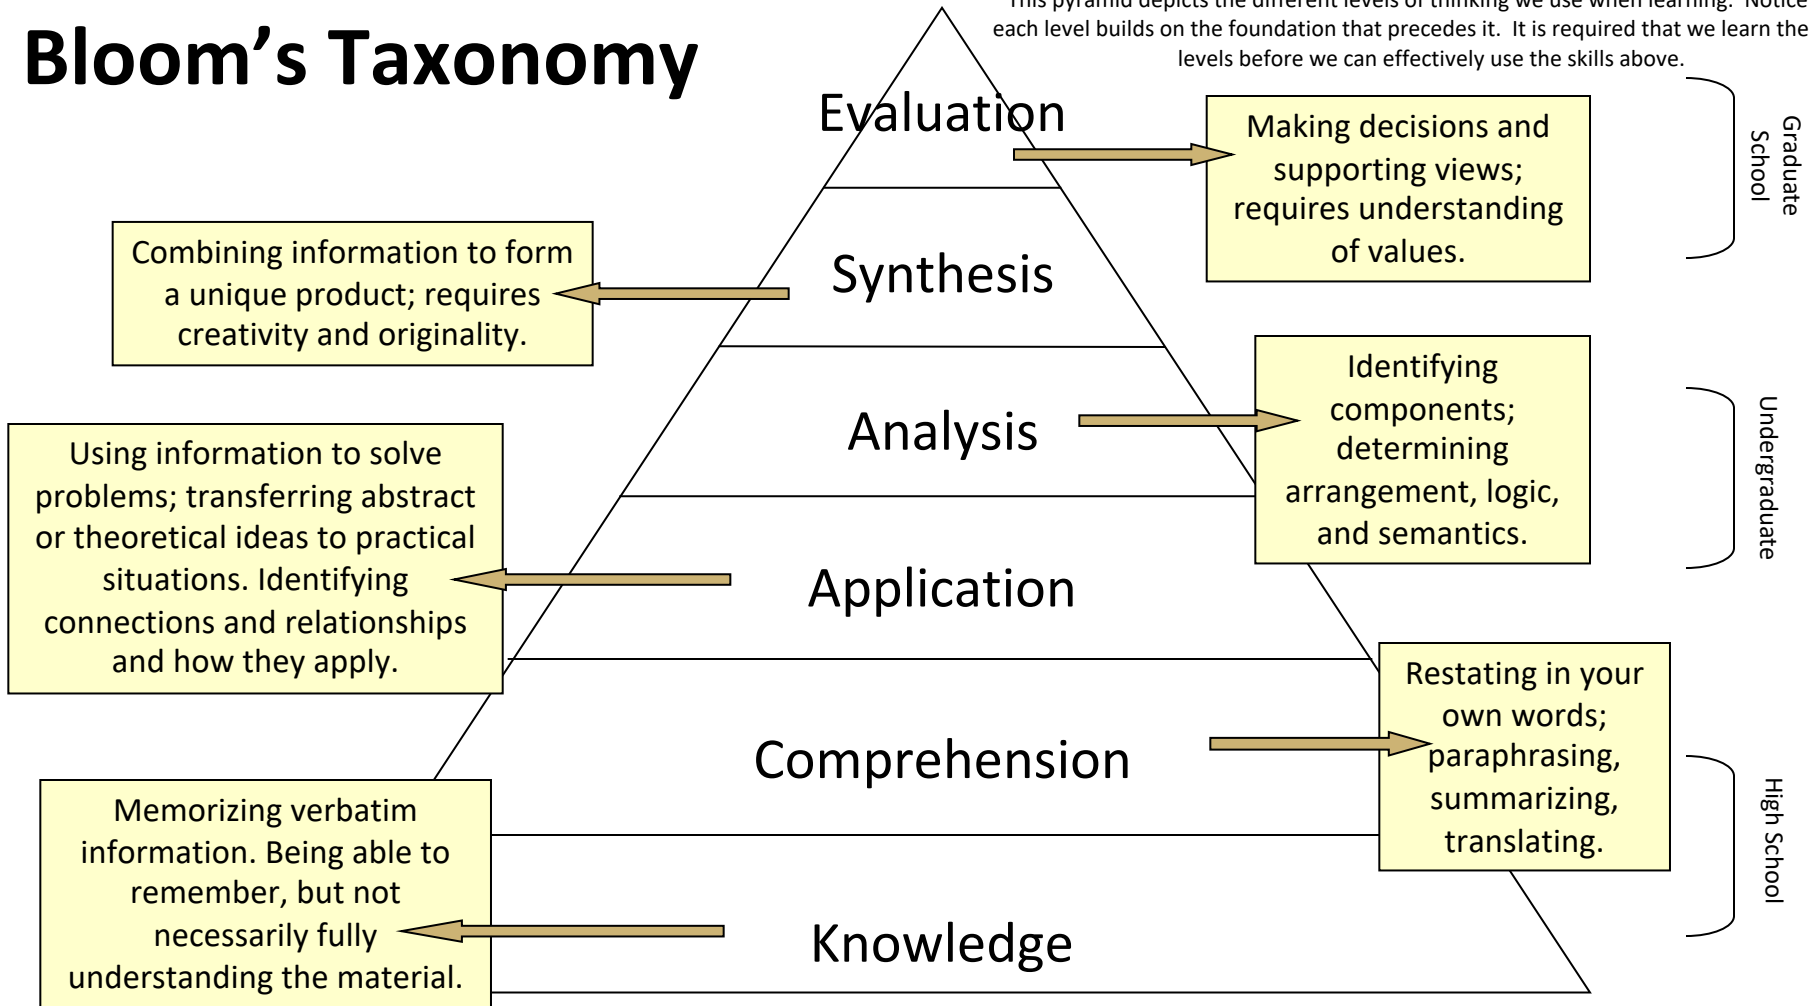 Bloom's Taxonomy
This pyramid depicts the different levels of thinking we use when learning. Notice
each level builds on the foundation that precedes it. It is required that we learn the
levels before we can effectively use the skills above.
Evaluation
Making decisions and
supporting views;
requires understanding
of values.
Graduate
School
Combining information to form
a unique product; requires
creativity and originality.
Synthesis
Analysis
Identifying
components;
determining
arrangement, logic,
and semantics.
Undergraduate
Using information to solve
problems; transferring abstract
or theoretical ideas to practical
situations. Identifying
connections and relationships
and how they apply.
Application
Comprehension
Restating in your
own words;
paraphrasing,
summarizing,
translating.
High School
Memorizing verbatim
information. Being able to
remember, but not
necessarily fully
understanding the material.
Knowledge